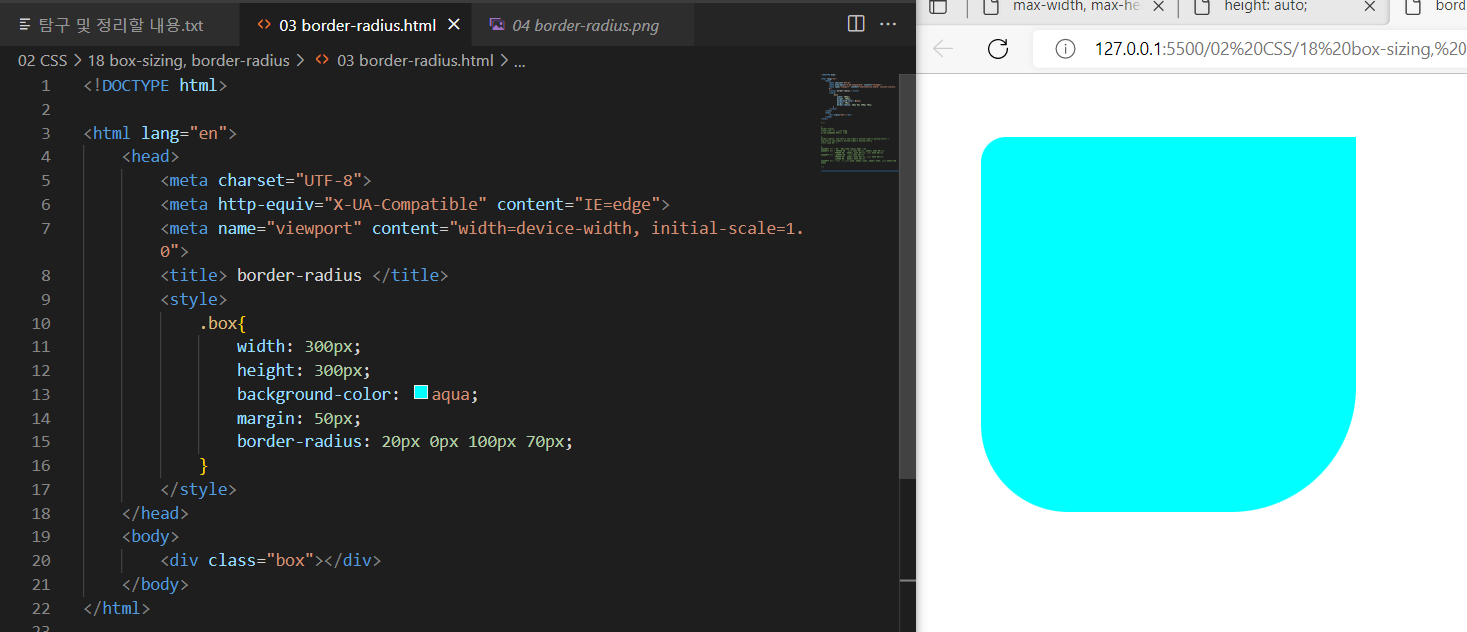 탐구 및 정리할 내용.txt
03 border-radius.html
04 border-radius.png
02 CSS > 18 box-sizing, border-radius > 03 border-radius.html > ...
1 <!DOCTYPE html>
2
3 <html lang="en">
4 <head>
5 <meta charset="UTF-8">
6 <meta http-equiv="X-UA-Compatible" content="IE=edge">
7 <meta name="viewport" content="width=device-width, initial-scale=1.
0">
8 <title> border-radius </title>
9 <style>
10 .box{
11 width: 300px;
12 height: 300px;
13 background-color: aqua;
14 margin: 50px;
15 border-radius: 20px 0px 100px 70px;
16 }
17 </style>
18 </head>
19 <body>
20 <div class="box"></div>
21 </body>
22 </html>
23
max-width, max-he
height: auto;
bord
127.0.0.1:5500/02%20CSS/18%20box-sizing,%20